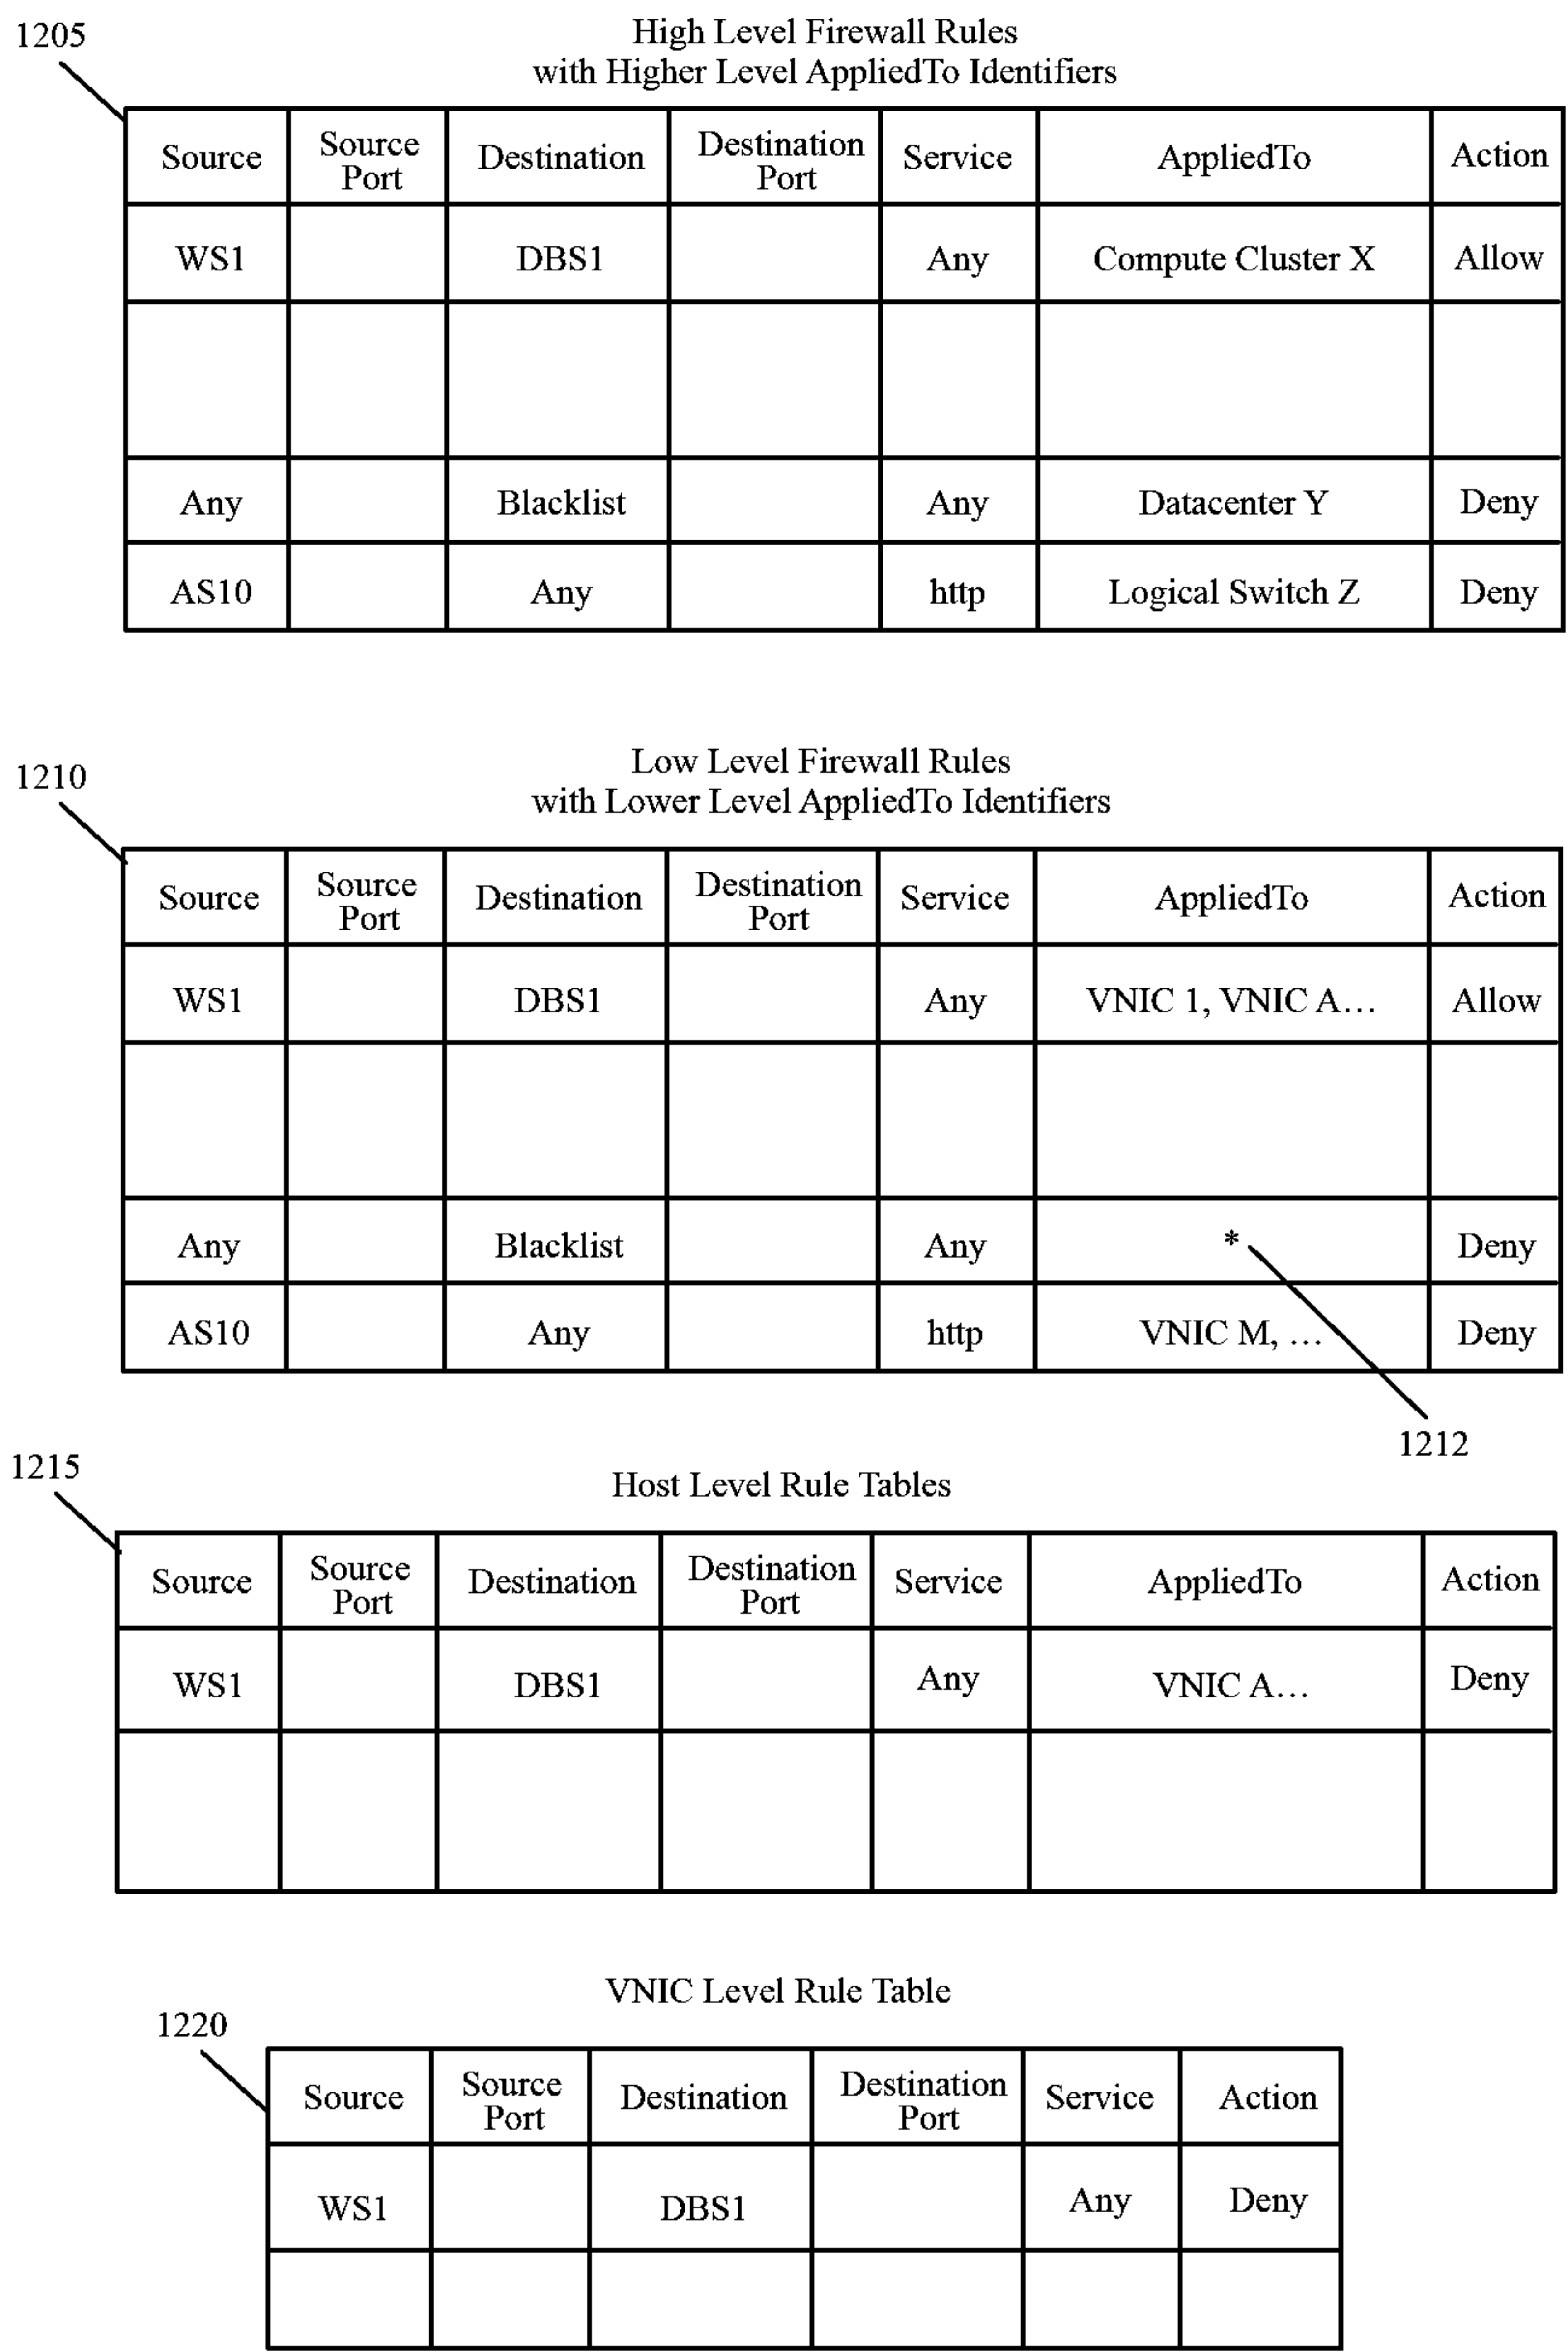 1205
High Level Firewall Rules
with Higher Level AppliedTo Identifiers
Source Source Port Destination Destination Port Service AppliedTo Action
WS1 DBS1 Any Compute Cluster X Allow
Any Blacklist Any Datacenter Y Deny
AS10 Any http Logical Switch Z Deny
1210
Low Level Firewall Rules
with Lower Level AppliedTo Identifiers
Source Source Port Destination Destination Port Service AppliedTo Action
WS1 DBS1 Any VNIC 1, VNIC A... Allow
Any Blacklist Any * Deny
AS10 Any http VNIC M, ... Deny
1212
1215
Host Level Rule Tables
Source Source Port Destination Destination Port Service AppliedTo Action
WS1 DBS1 Any VNIC A... Deny
VNIC Level Rule Table
1220
Source Source Port Destination Destination Port Service Action
WS1 DBS1 Any Deny